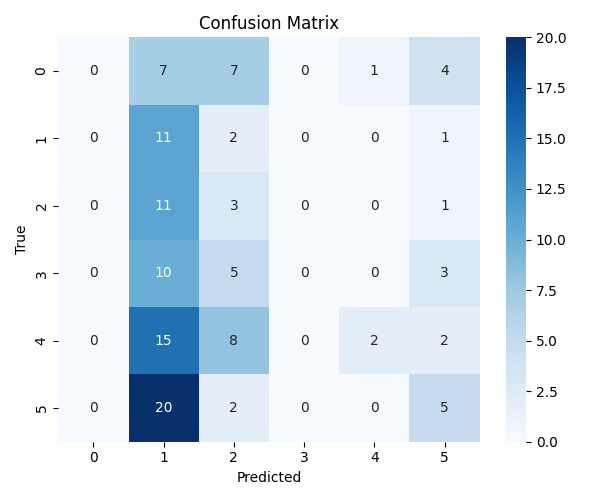 Confusion Matrix
True
0 0 7 7 0 1 4
1 0 11 2 0 0 1
2 0 11 3 0 0 1
3 0 10 5 0 0 3
4 0 15 8 0 2 2
5 0 20 2 0 0 5
0 1 2 3 4 5
Predicted
20.0
17.5
15.0
12.5
10.0
7.5
5.0
2.5
0.0